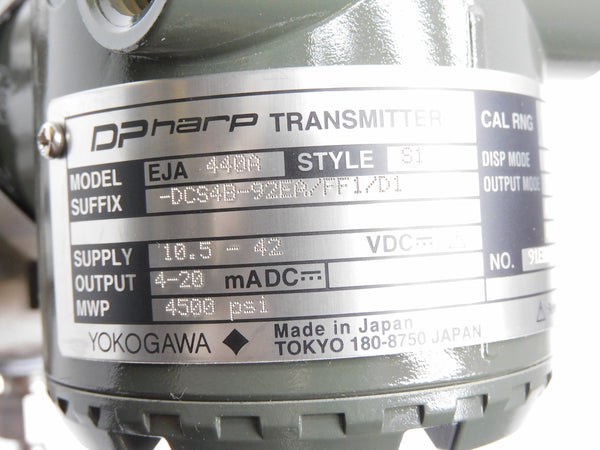 DPharp TRANSMITTER
MODEL EJA 440A STYLE S1
SUFFIX -DCS4B-92EA/FF1/D1
SUPPLY 10.5 - 42 VDC
OUTPUT 4-20 mADC
MWP 4500 psi
YOKOGAWA ◆ Made in Japan
TOKYO 180-8750 JAPAN
CAL RNG
DISP MODE
OUTPUT MODE
NO.